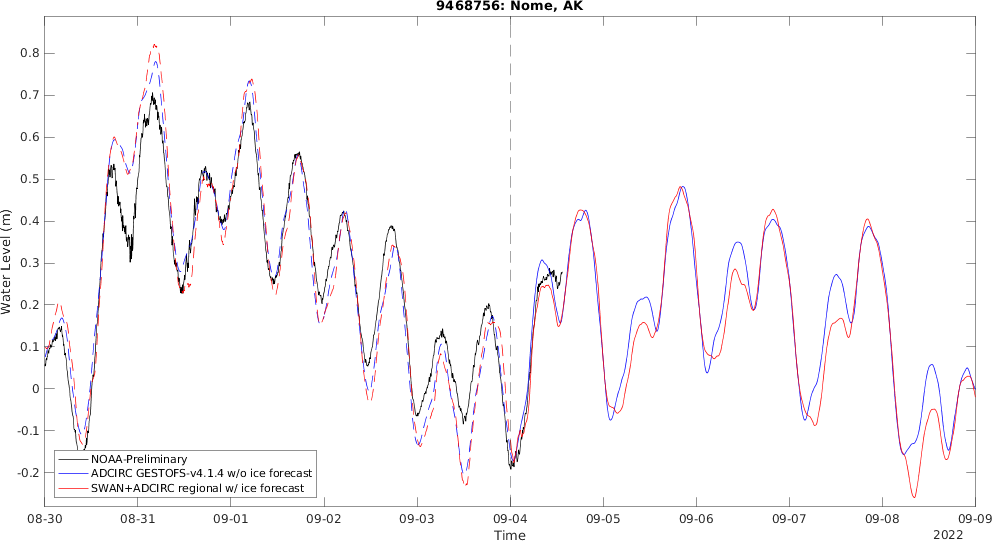 9468756: Nome, AK
Water Level (m)
0.8
0.7
0.6
0.5
0.4
0.3
0.2
0.1
0
-0.1
-0.2
NOAA-Preliminary
ADCIRC GESTOFS-v4.1.4 w/o ice forecast
SWAN+ADCIRC regional w/ ice forecast
08-30 08-31 09-01 09-02 09-03 09-04 09-05 09-06 09-07 09-08 09-09
Time
2022